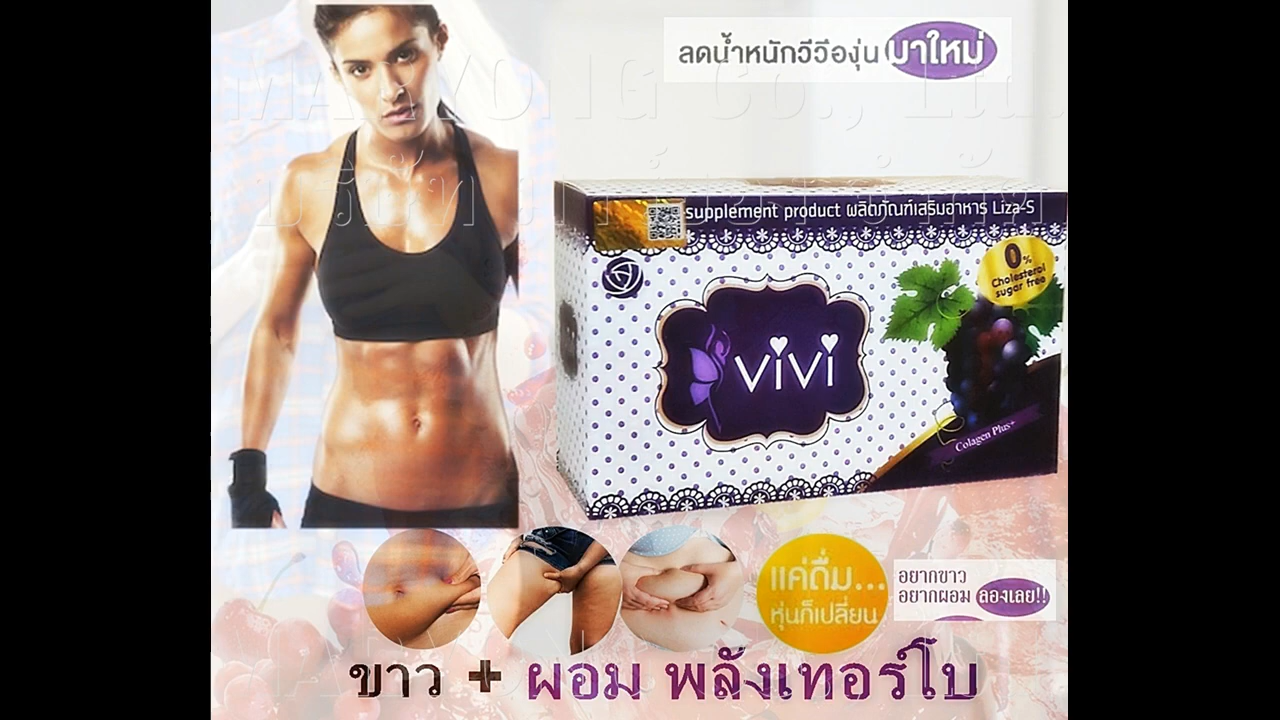 ลดน้ำหนักวีวีองุ่น มาใหม่
MARYONG Co., Ltd.
supplement product ผลิตภัณฑ์เสริมอาหาร Liza-S
0%
Cholesterol
sugar free
vivi
Colagen Plus+
แค่ดื่ม...
หุ่นก็เปลี่ยน
อยากขาว
อยากผอม ลองเลย!!
ขาว + ผอม พลังเทอร์โบ